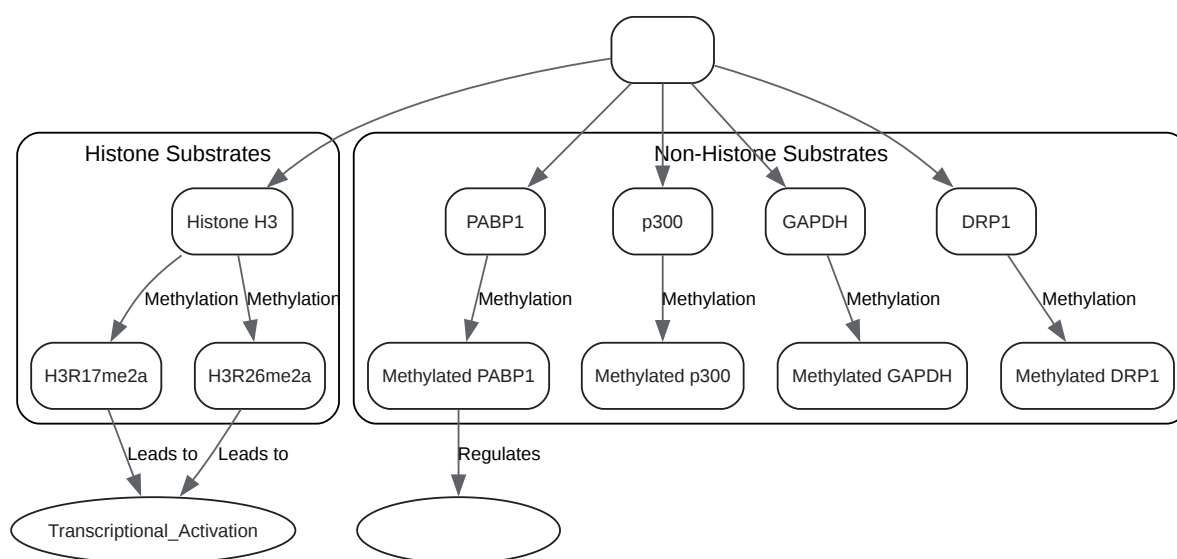 Histone Substrates
Non-Histone Substrates
Histone H3
PABP1
p300
GAPDH
DRP1
Methylation
Methylation
Methylation
Methylation
Methylation
Methylation
H3R17me2a
H3R26me2a
Methylated PABP1
Methylated p300
Methylated GAPDH
Methylated DRP1
Leads to
Leads to
Regulates
Transcriptional_Activation